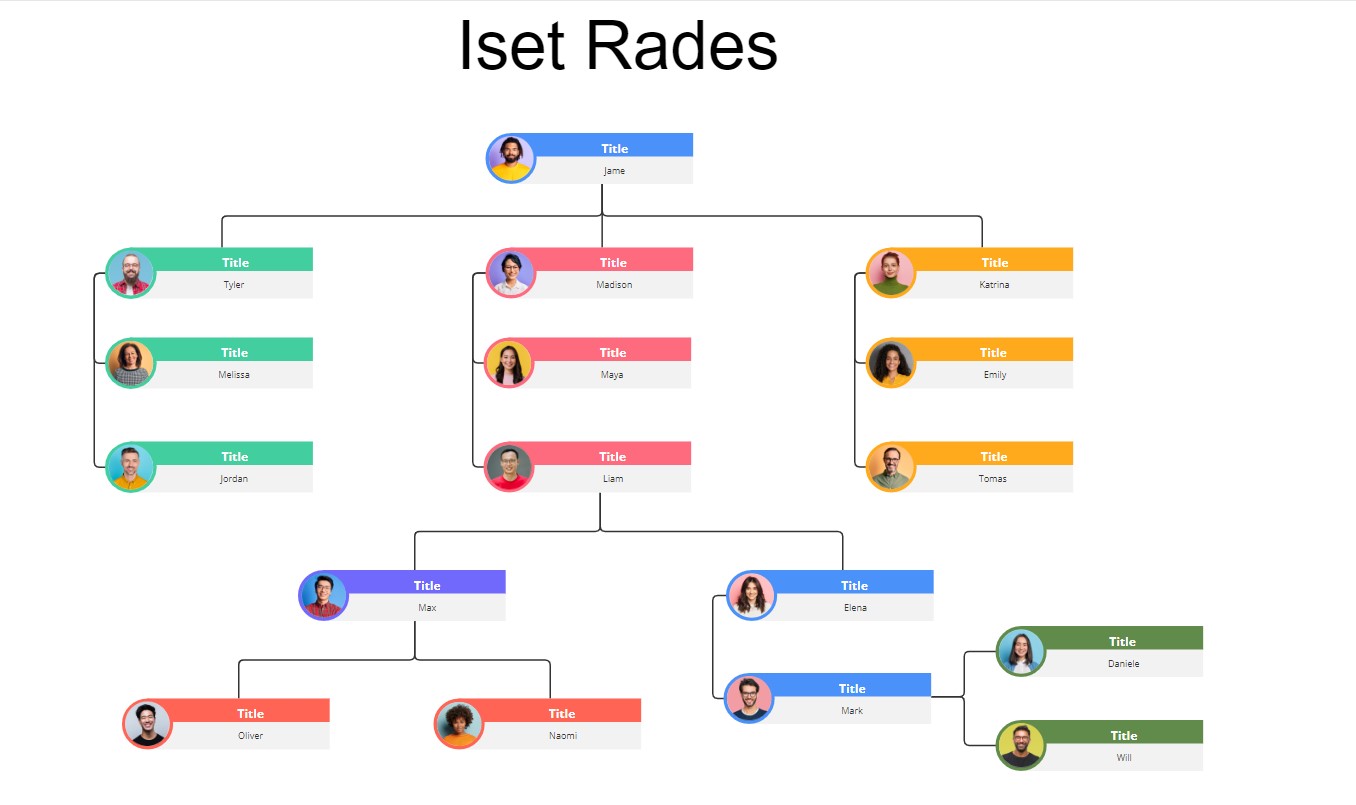 Iset Rades
Title
Jame
Title
Tyler
Title
Madison
Title
Katrina
Title
Melissa
Title
Maya
Title
Emily
Title
Jordan
Title
Liam
Title
Tomas
Title
Max
Title
Elena
Title
Daniele
Title
Mark
Title
Oliver
Title
Naomi
Title
Will